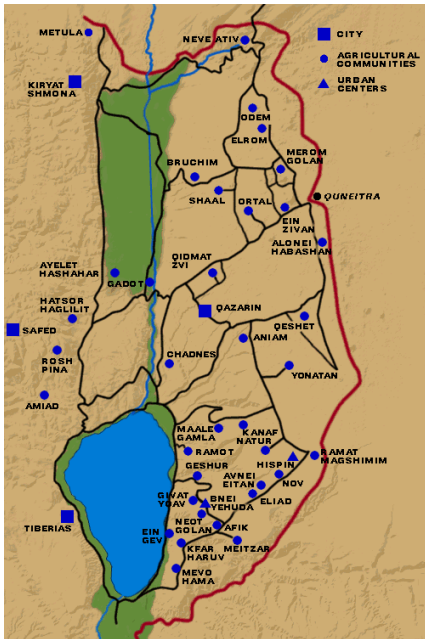 METULA
NEVE ATIV
CITY
AGRICULTURAL
COMMUNITIES
URBAN
CENTERS
KIRYAT
SHMONA
ODEM
ELROM
MEROM
GOLAN
BRUCHIM
SHAAL
ORTAL
QUNEITRA
EIN
ZIVAN
ALONEI
HABASHAN
QIDMAT
ZVI
AYELET
HASHAHAR
GADOT
HATSOR
HAGLILIT
QAZARIN
QESHET
SAFED
ANIAM
ROSH
PINA
CHADNES
YONATAN
AMIAD
MAALE
GAMLA
KANAF
NATUR
RAMOT
HISPIN
RAMAT
MAGSHIMIM
GESHUR
AVNEI
EITAN
NOV
GIVAT
YOAV
BNEI
YEHUDA
ELIAD
TIBERIAS
NEOT
GOLAN
AFIK
EIN
GEV
KFAR
HARUV
MEITZAR
MEVO
HAMA